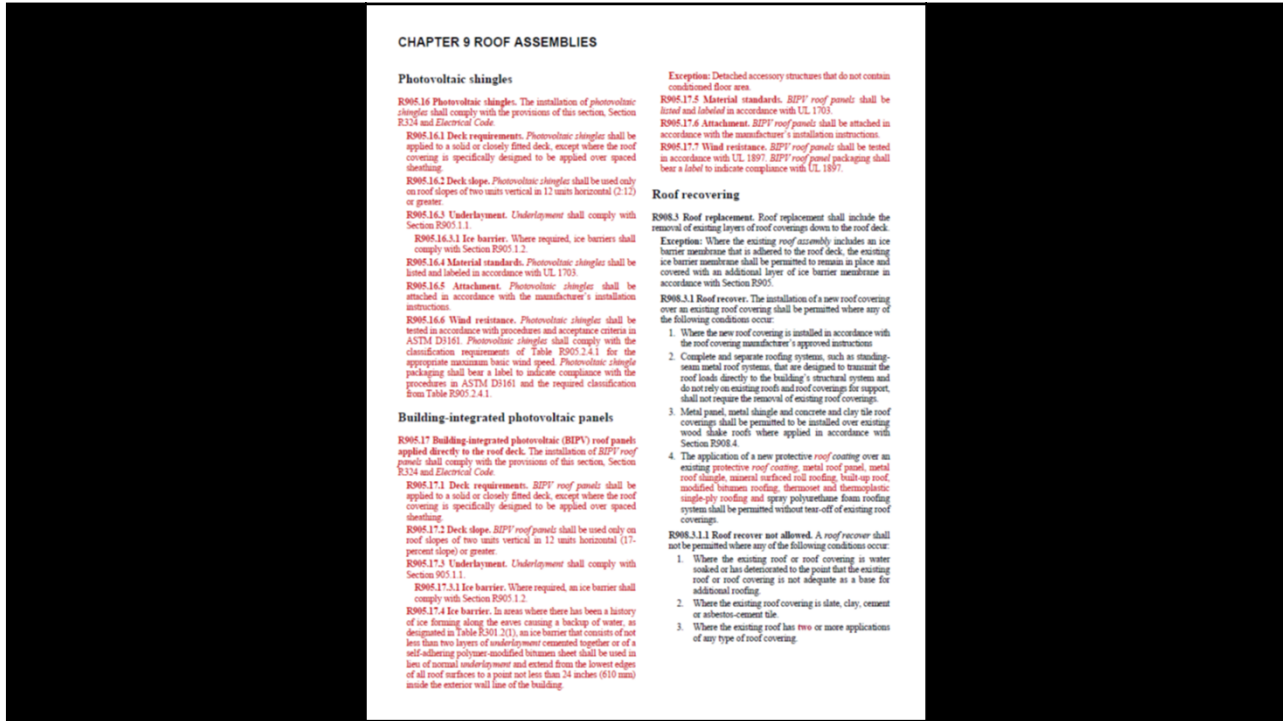 CHAPTER 9 ROOF ASSEMBLIES
Photovoltaic shingles
R905.16 Photovoltaic shingles. The installation of photovoltaic
shingles shall comply with the provisions of this section, Section
R324 and Electrical Code.
R905.16.1 Deck requirements. Photovoltaic shingles shall be
applied to a solid or closely fitted deck, except where the roof
covering is specifically designed to be applied over spaced
sheathing.
R905.16.2 Deck slope. Photovoltaic shingles shall be used only
on roof slopes of two units vertical in 12 units horizontal (2:12)
or greater.
R905.16.3 Underlayment. Underlayment shall comply with
Section R905.1.1.
R905.16.3.1 Ice barrier. Where required, ice barriers shall
comply with Section R905.1.2.
R905.16.4 Material standards. Photovoltaic shingles shall be
listed and labeled in accordance with UL 1703.
R905.16.5 Attachment. Photovoltaic shingles shall be
attached in accordance with the manufacturer's installation
instructions.
R905.16.6 Wind resistance. Photovoltaic shingles shall be
tested in accordance with procedures and acceptance criteria in
ASTM D3161. Photovoltaic shingles shall comply with the
classification requirements of Table R905.2.4.1 for the
appropriate maximum basic wind speed. Photovoltaic shingle
packaging shall bear a label to indicate compliance with the
procedures in ASTM D3161 and the required classification
from Table R905.2.4.1.
Building-integrated photovoltaic panels
R905.17 Building-integrated photovoltaic (BIPV) roof panels
applied directly to the roof deck. The installation of BIPV roof
panels shall comply with the provisions of this section, Section
R324 and Electrical Code.
R905.17.1 Deck requirements. BIPV roof panels shall be
applied to a solid or closely fitted deck, except where the roof
covering is specifically designed to be applied over spaced
sheathing.
R905.17.2 Deck slope. BIPV roof panels shall be used only on
roof slopes of two units vertical in 12 units horizontal (17-
percent slope) or greater.
R905.17.3 Underlayment. Underlayment shall comply with
Section 905.1.1.
R905.17.3.1 Ice barrier. Where required, an ice barrier shall
comply with Section R905.1.2.
R905.17.4 Ice barrier. In areas where there has been a history
of ice forming along the eaves causing a backup of water, as
designated in Table R301.2(1), an ice barrier that consists of not
less than two layers of underlayment cemented together or of a
self-adhering polymer-modified bitumen sheet shall be used in
lieu of normal underlayment and extend from the lowest edges
of all roof surfaces to a point not less than 24 inches (610 mm)
inside the exterior wall line of the building.
Exception: Detached accessory structures that do not contain
conditioned floor area.
R905.17.5 Material standards. BIPV roof panels shall be
listed and labeled in accordance with UL 1703.
R905.17.6 Attachment. BIPV roof panels shall be attached in
accordance with the manufacturer's installation instructions.
R905.17.7 Wind resistance. BIPV roof panels shall be tested
in accordance with UL 1897. BIPV roof panel packaging shall
bear a label to indicate compliance with UL 1897.
Roof recovering
R908.3 Roof replacement. Roof replacement shall include the
removal of existing layers of roof coverings down to the roof deck.
Exception: Where the existing roof assembly includes an ice
barrier membrane that is adhered to the roof deck, the existing
ice barrier membrane shall be permitted to remain in place and
covered with an additional layer of ice barrier membrane in
accordance with Section R905.
R908.3.1 Roof recover. The installation of a new roof covering
over an existing roof covering shall be permitted where any of
the following conditions occur:
1. Where the new roof covering is installed in accordance with
the roof covering manufacturer's approved instructions
2. Complete and separate roofing systems, such as standing-
seam metal roof systems, that are designed to transmit the
roof loads directly to the building's structural system and
do not rely on existing roofs and roof coverings for support,
shall not require the removal of existing roof coverings.
3. Metal panel, metal shingle and concrete and clay tile roof
coverings shall be permitted to be installed over existing
wood shake roofs where applied in accordance with
Section R908.4.
4. The application of a new protective roof coating over an
existing protective roof coating, metal roof panel, metal
roof shingle, mineral surfaced roll roofing, built-up roof,
modified bitumen roofing, thermoset and thermoplastic
single-ply roofing and spray polyurethane foam roofing
system shall be permitted without tear-off of existing roof
coverings.
R908.3.1.1 Roof recover not allowed. A roof recover shall
not be permitted where any of the following conditions occur:
1. Where the existing roof or roof covering is water
soaked or has deteriorated to the point that the existing
roof or roof covering is not adequate as a base for
additional roofing.
2. Where the existing roof covering is slate, clay, cement
or asbestos-cement tile.
3. Where the existing roof has two or more applications
of any type of roof covering.